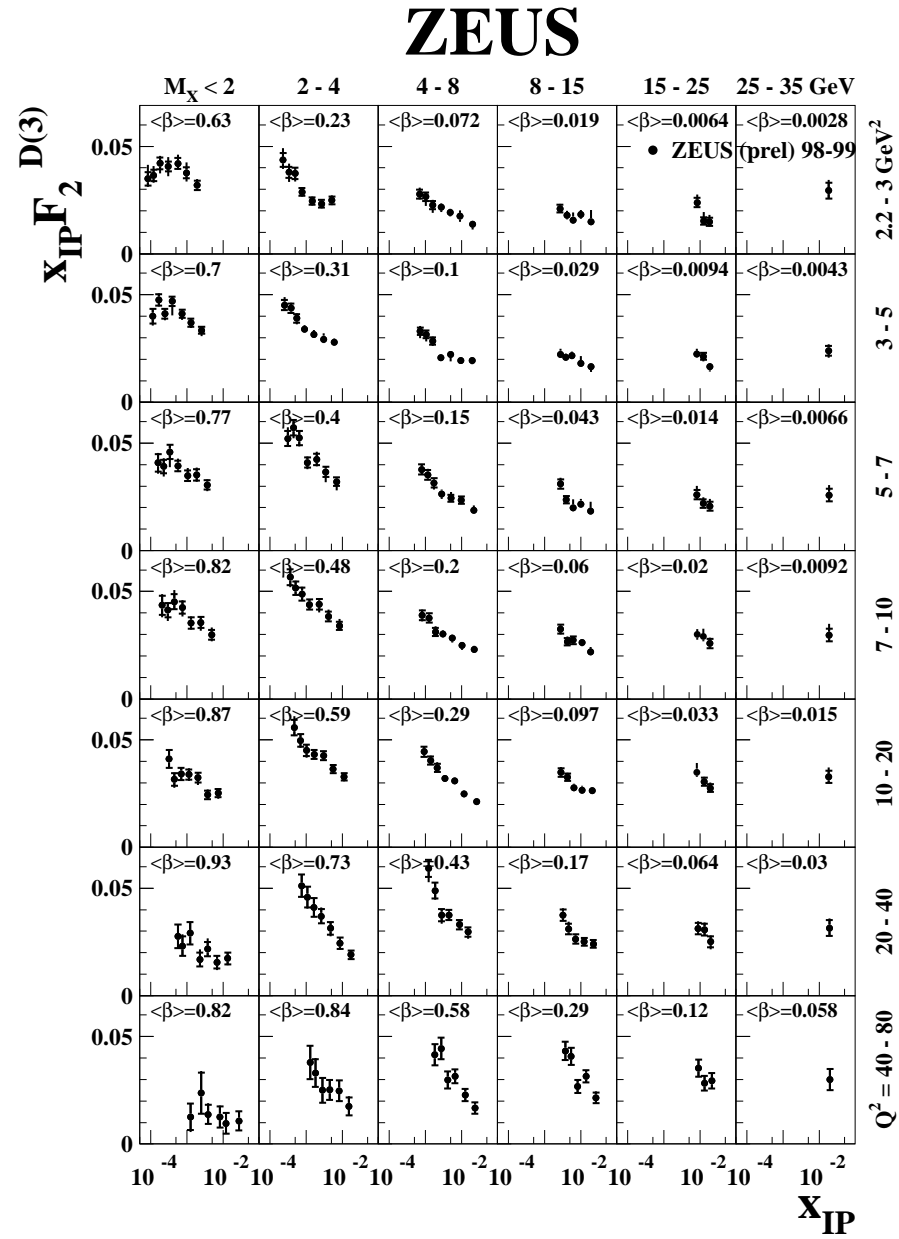 ZEUS
M_X < 2 2 - 4 4 - 8 8 - 15 15 - 25 25 - 35 GeV
x_IP F_2^D(3)
<β>=0.63 <β>=0.23 <β>=0.072 <β>=0.019 <β>=0.0064 <β>=0.0028
ZEUS (prel) 98-99
0.05
0
2.2 - 3 GeV²
<β>=0.7 <β>=0.31 <β>=0.1 <β>=0.029 <β>=0.0094 <β>=0.0043
0.05
0
3 - 5
<β>=0.77 <β>=0.4 <β>=0.15 <β>=0.043 <β>=0.014 <β>=0.0066
0.05
0
5 - 7
<β>=0.82 <β>=0.48 <β>=0.2 <β>=0.06 <β>=0.02 <β>=0.0092
0.05
0
7 - 10
<β>=0.87 <β>=0.59 <β>=0.29 <β>=0.097 <β>=0.033 <β>=0.015
0.05
0
10 - 20
<β>=0.93 <β>=0.73 <β>=0.43 <β>=0.17 <β>=0.064 <β>=0.03
0.05
0
20 - 40
<β>=0.82 <β>=0.84 <β>=0.58 <β>=0.29 <β>=0.12 <β>=0.058
0.05
0
Q² = 40 - 80
10⁻⁴ 10⁻² 10⁻⁴ 10⁻² 10⁻⁴ 10⁻² 10⁻⁴ 10⁻² 10⁻⁴ 10⁻² 10⁻⁴ 10⁻²
x_IP